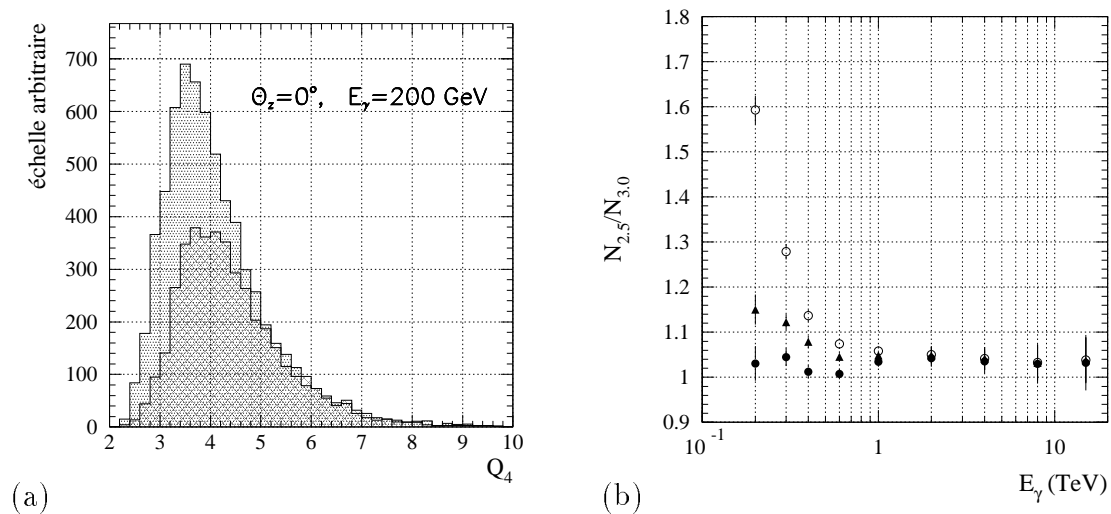 échelle arbitraire
700
600
500
400
300
200
100
0
Θz=0°, Eγ=200 GeV
2 3 4 5 6 7 8 9 10
Q4
(a)
N2.5/N3.0
1.8
1.7
1.6
1.5
1.4
1.3
1.2
1.1
1
0.9
10-1 1 10
Eγ (TeV)
(b)